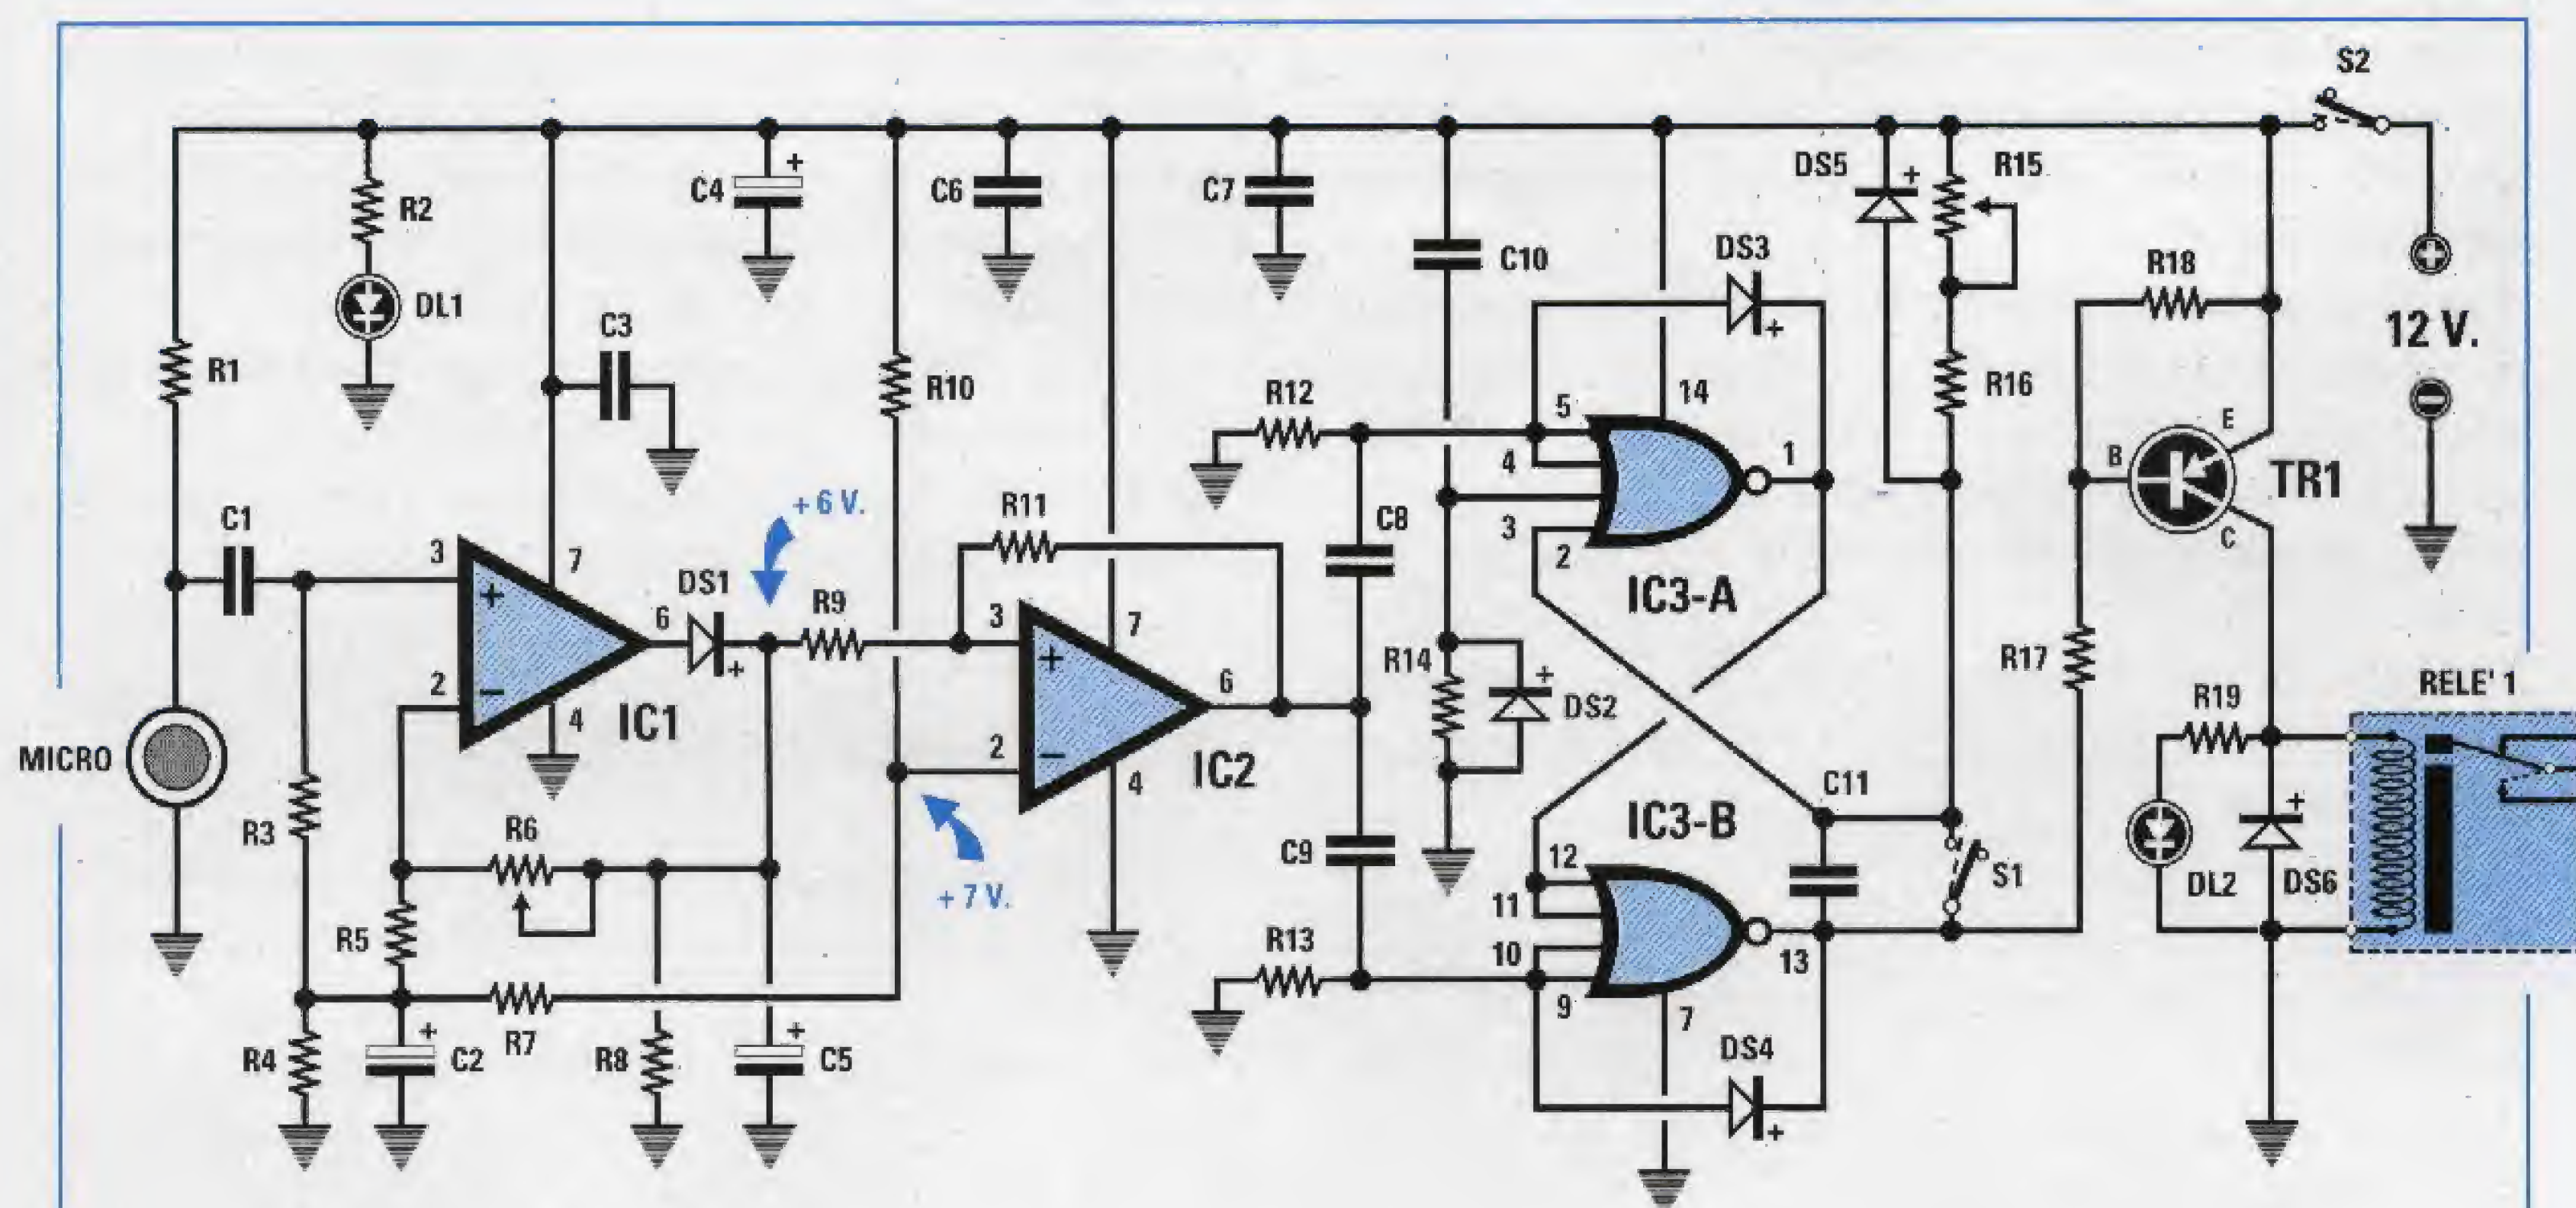 S2
DS5
+
R15
C4
+
C6
C7
R2
DS3
C10
+
R18
DL1
12 V.
C3
R1
R10
R12
5
14
R16
E
4
1
B
TR1
+ 6 V.
R11
C8
3
C1
2
C
3
7
DS1
R9
IC3-A
6
+
3
7
+
R14
R17
+
+
2
6
DS2
RELE' 1
−
4
IC1
R19
MICRO
2
−
4
IC2
C11
R3
R6
IC3-B
+
C9
12
S1
DL2
DS6
+ 7 V.
11
R5
R13
10
13
9
7
R4
+
C2
R7
R8
+
C5
DS4
+